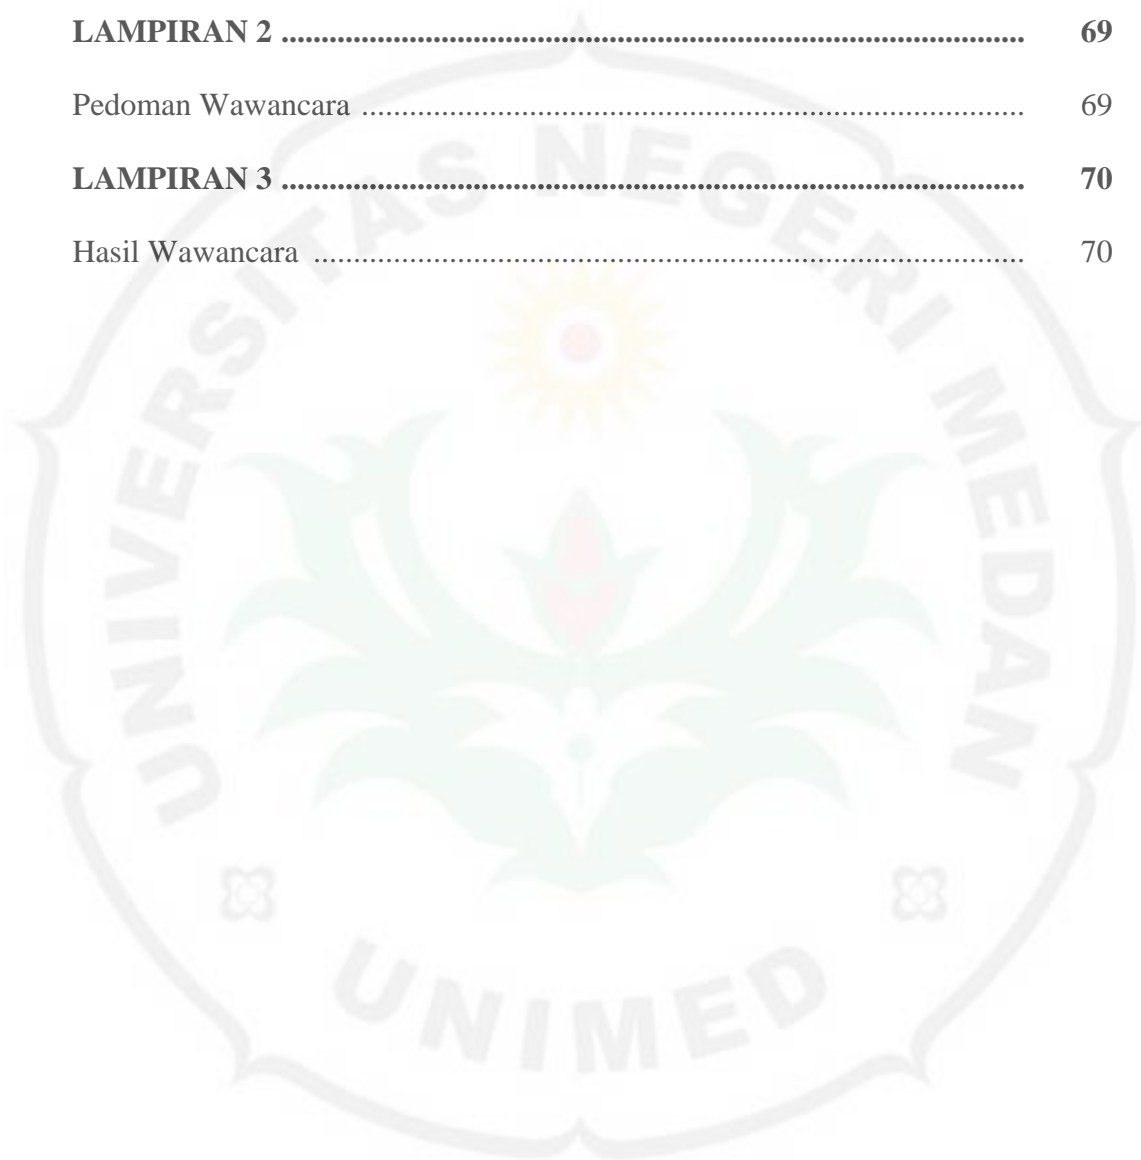 LAMPIRAN 2 ............................................................................................ 69
Pedoman Wawancara .................................................................................. 69
LAMPIRAN 3 ............................................................................................ 70
Hasil Wawancara ........................................................................................ 70
UNIVERSITAS NEGERI MEDAN
UNIMED